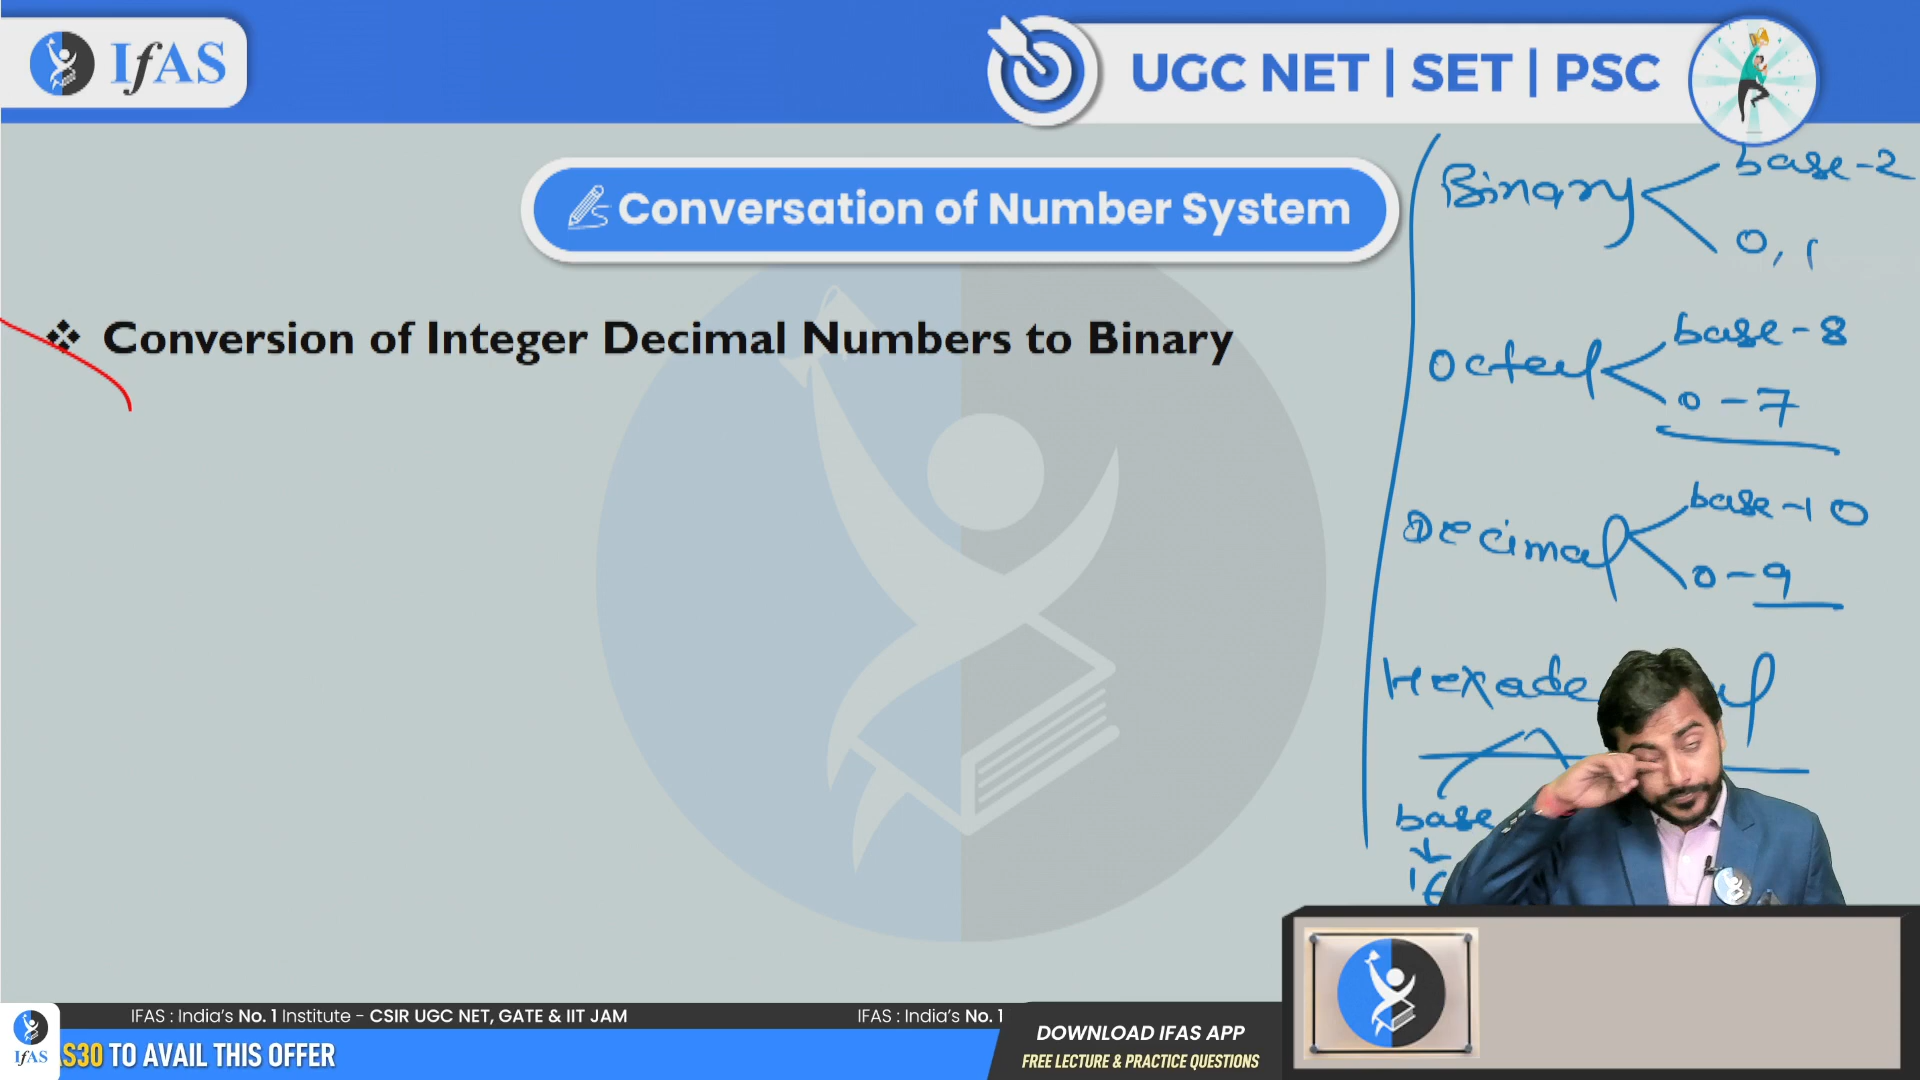 IfAS
UGC NET | SET | PSC
Conversation of Number System
❖ Conversion of Integer Decimal Numbers to Binary
Binary
base-2
0, 1
Octal
base-8
0-7
Decimal
base-10
0-9
base
IFAS : India's No. 1 Institute - CSIR UGC NET, GATE & IIT JAM
IFAS : India's No. 1
IfAS
S30 TO AVAIL THIS OFFER
DOWNLOAD IFAS APP
FREE LECTURE & PRACTICE QUESTIONS